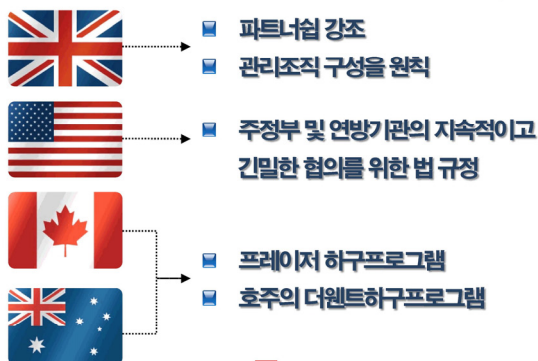 파트너쉽 강조
관리조직 구성을 원칙
주정부 및 연방기관의 지속적이고
긴밀한 협의를 위한 법 규정
프레이저 하구프로그램
호주의 더웬트하구프로그램